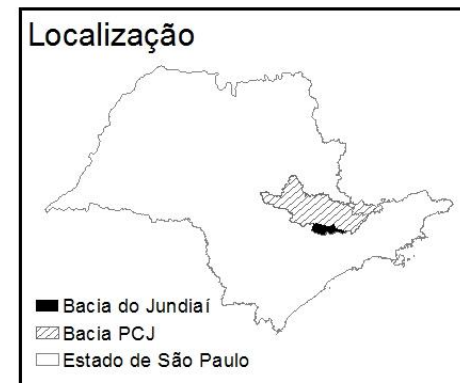 Localização
Bacia do Jundiaí
Bacia PCJ
Estado de São Paulo